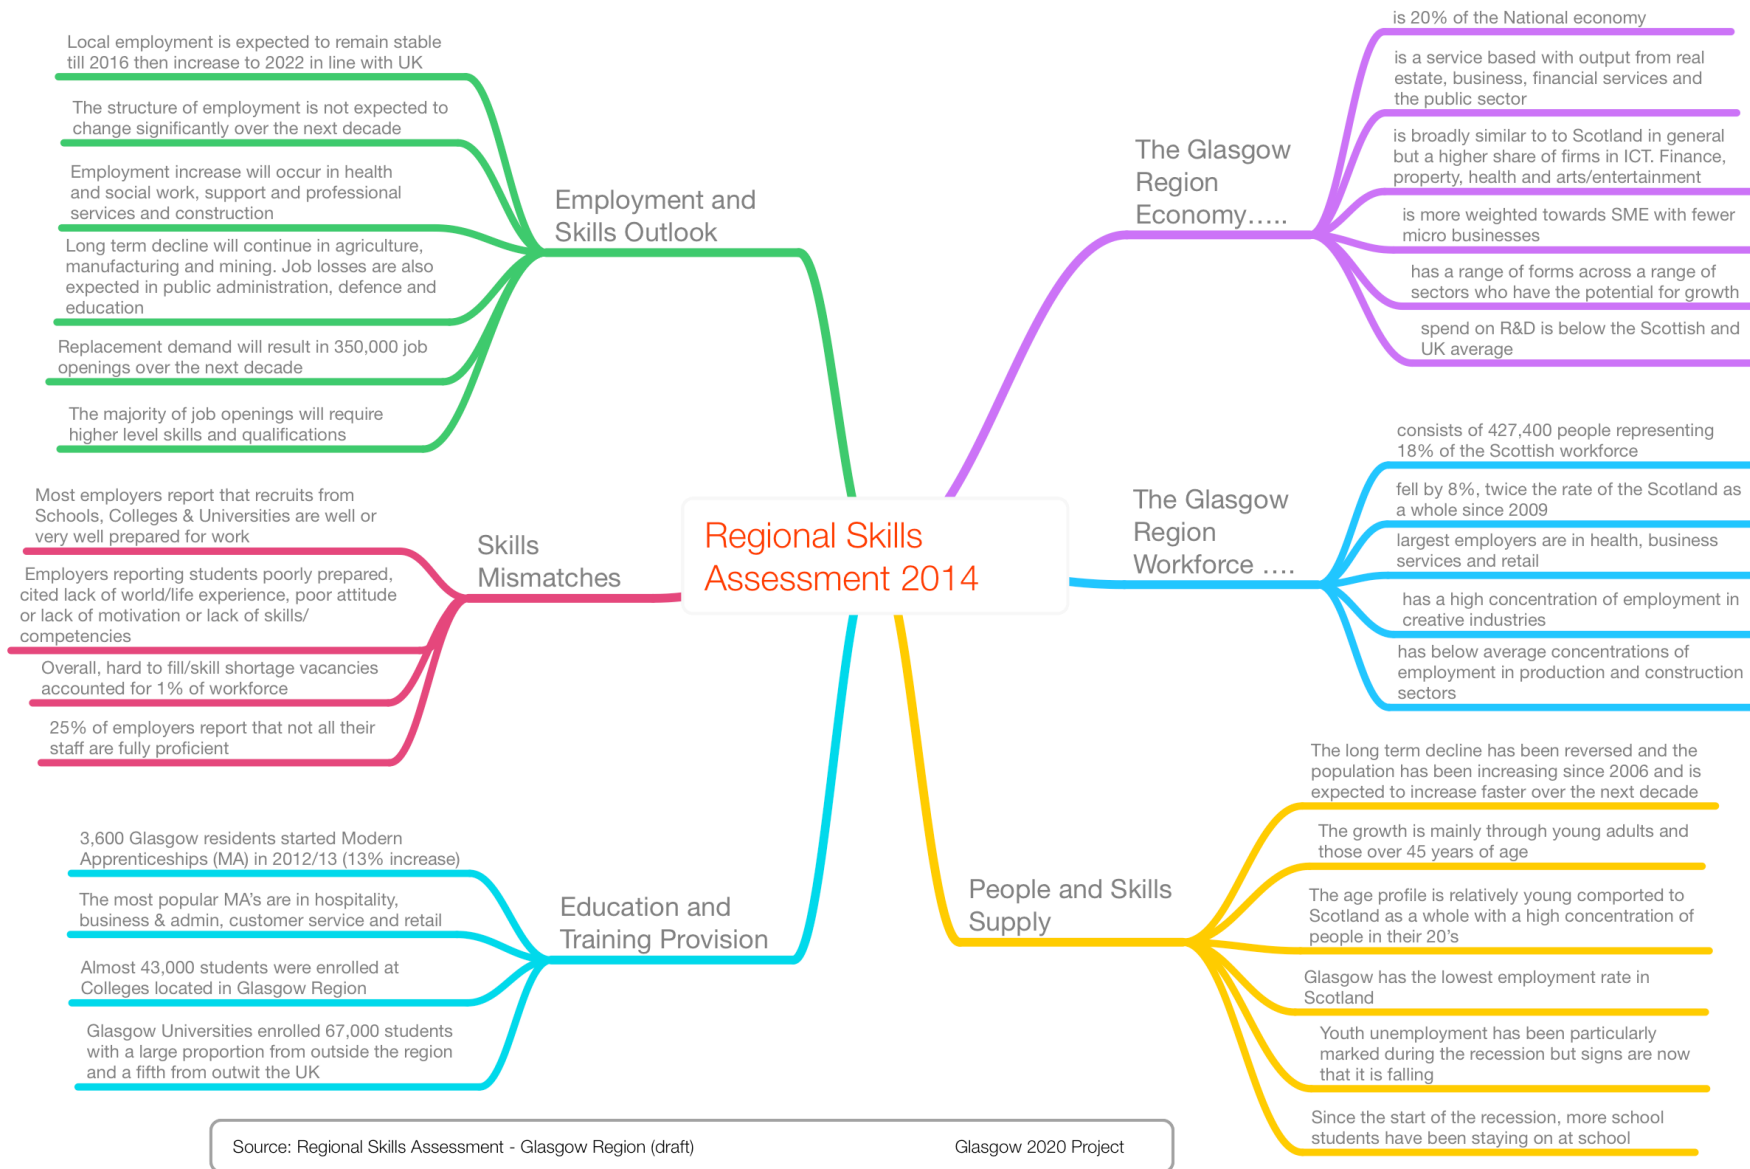 Regional Skills
Assessment 2014
Employment and
Skills Outlook
Local employment is expected to remain stable
till 2016 then increase to 2022 in line with UK
The structure of employment is not expected to
change significantly over the next decade
Employment increase will occur in health
and social work, support and professional
services and construction
Long term decline will continue in agriculture,
manufacturing and mining. Job losses are also
expected in public administration, defence and
education
Replacement demand will result in 350,000 job
openings over the next decade
The majority of job openings will require
higher level skills and qualifications
Skills
Mismatches
Most employers report that recruits from
Schools, Colleges & Universities are well or
very well prepared for work
Employers reporting students poorly prepared,
cited lack of world/life experience, poor attitude
or lack of motivation or lack of skills/
competencies
Overall, hard to fill/skill shortage vacancies
accounted for 1% of workforce
25% of employers report that not all their
staff are fully proficient
Education and
Training Provision
3,600 Glasgow residents started Modern
Apprenticeships (MA) in 2012/13 (13% increase)
The most popular MA's are in hospitality,
business & admin, customer service and retail
Almost 43,000 students were enrolled at
Colleges located in Glasgow Region
Glasgow Universities enrolled 67,000 students
with a large proportion from outside the region
and a fifth from outwit the UK
The Glasgow
Region
Economy.....
is 20% of the National economy
is a service based with output from real
estate, business, financial services and
the public sector
is broadly similar to to Scotland in general
but a higher share of firms in ICT. Finance,
property, health and arts/entertainment
is more weighted towards SME with fewer
micro businesses
has a range of forms across a range of
sectors who have the potential for growth
spend on R&D is below the Scottish and
UK average
The Glasgow
Region
Workforce ....
consists of 427,400 people representing
18% of the Scottish workforce
fell by 8%, twice the rate of the Scotland as
a whole since 2009
largest employers are in health, business
services and retail
has a high concentration of employment in
creative industries
has below average concentrations of
employment in production and construction
sectors
People and Skills
Supply
The long term decline has been reversed and the
population has been increasing since 2006 and is
expected to increase faster over the next decade
The growth is mainly through young adults and
those over 45 years of age
The age profile is relatively young comported to
Scotland as a whole with a high concentration of
people in their 20's
Glasgow has the lowest employment rate in
Scotland
Youth unemployment has been particularly
marked during the recession but signs are now
that it is falling
Since the start of the recession, more school
students have been staying on at school
Source: Regional Skills Assessment - Glasgow Region (draft)
Glasgow 2020 Project